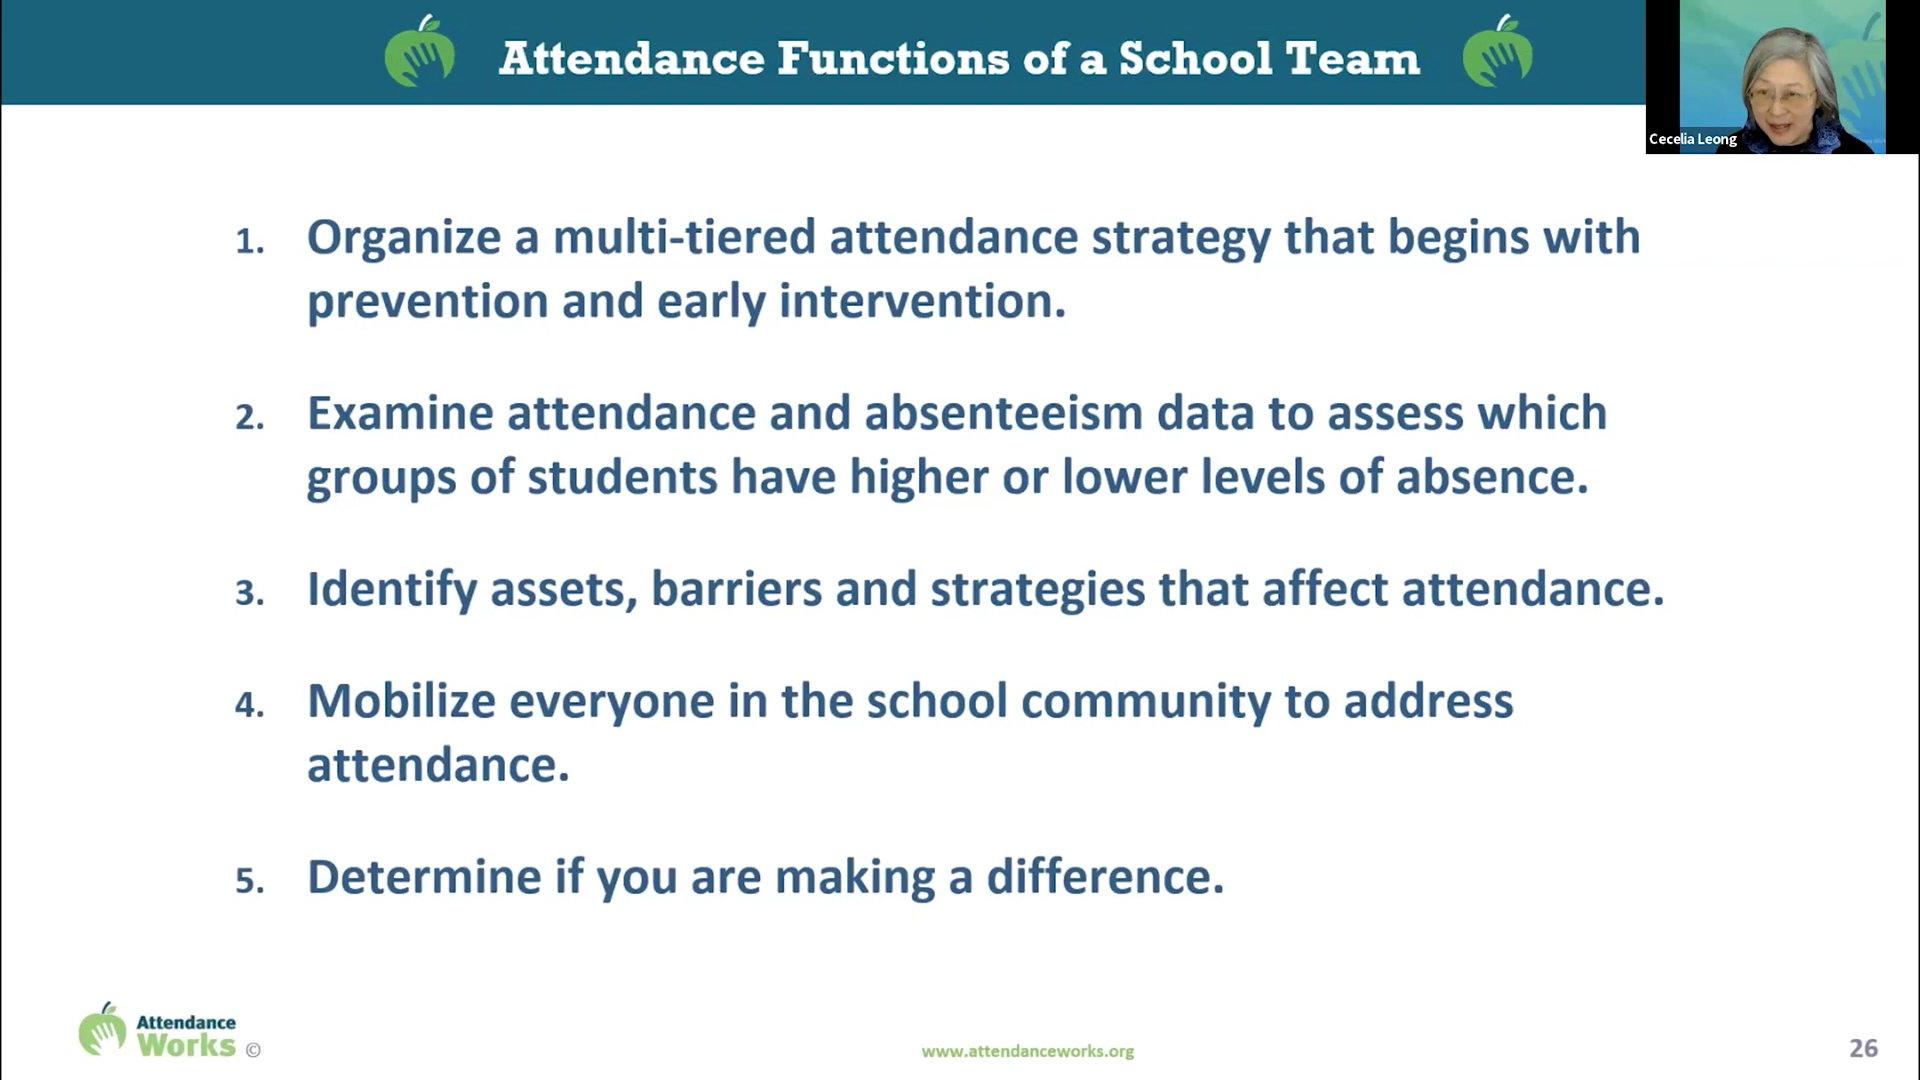 Attendance Functions of a School Team
Cecelia Leong
1. Organize a multi-tiered attendance strategy that begins with
prevention and early intervention.
2. Examine attendance and absenteeism data to assess which
groups of students have higher or lower levels of absence.
3. Identify assets, barriers and strategies that affect attendance.
4. Mobilize everyone in the school community to address
attendance.
5. Determine if you are making a difference.
Attendance
Works ©
www.attendanceworks.org
26